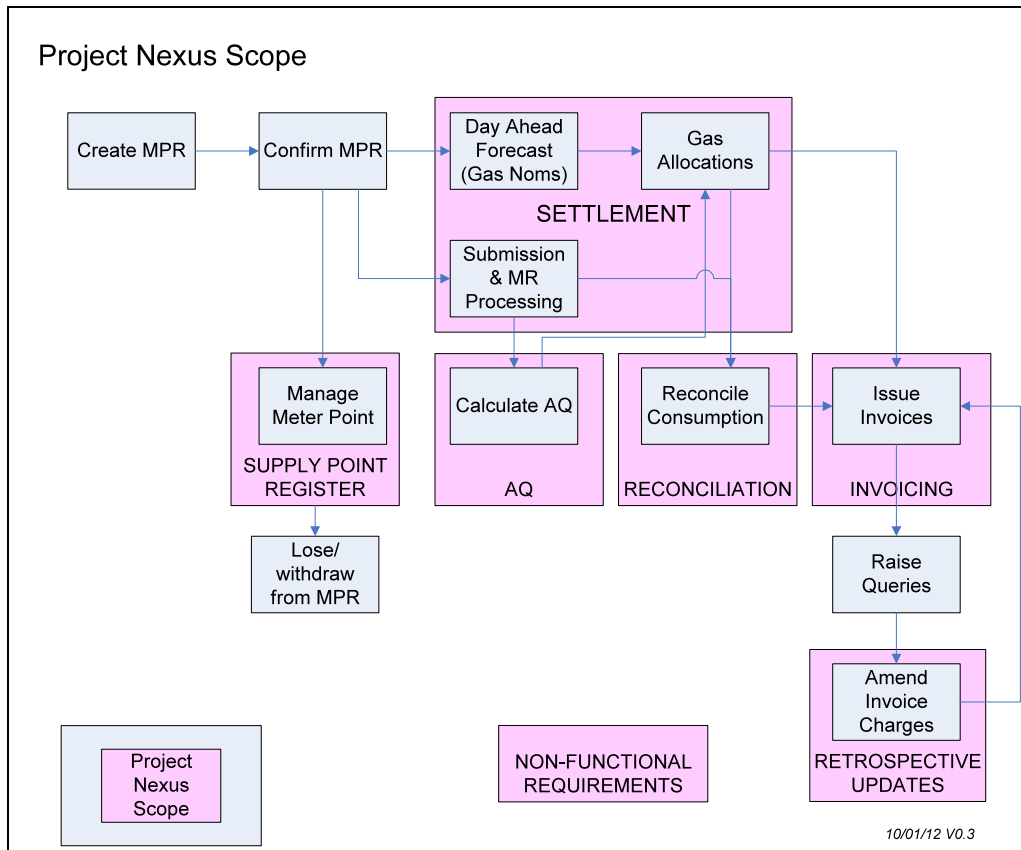 Project Nexus Scope
Create MPR
Confirm MPR
Day Ahead
Forecast
(Gas Noms)
Gas
Allocations
SETTLEMENT
Submission
& MR
Processing
Manage
Meter Point
SUPPLY POINT
REGISTER
Calculate AQ
AQ
Reconcile
Consumption
RECONCILIATION
Issue
Invoices
INVOICING
Lose/
withdraw
from MPR
Raise
Queries
Amend
Invoice
Charges
RETROSPECTIVE
UPDATES
Project
Nexus
Scope
NON-FUNCTIONAL
REQUIREMENTS
10/01/12 V0.3